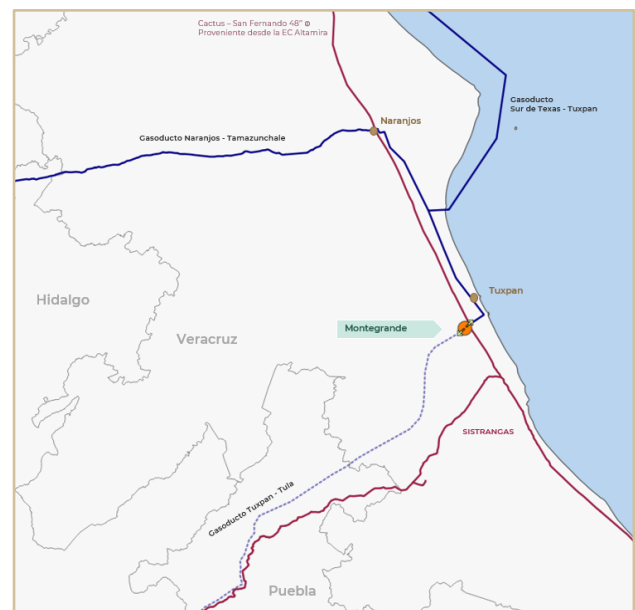 Cactus – San Fernando 48" Ø
Proveniente desde la EC Altamira
Gasoducto
Sur de Texas - Tuxpan
Naranjos
Gasoducto Naranjos - Tamazunchale
Tuxpan
Hidalgo
Montegrande
Veracruz
SISTRANGAS
Gasoducto Tuxpan - Tula
Puebla